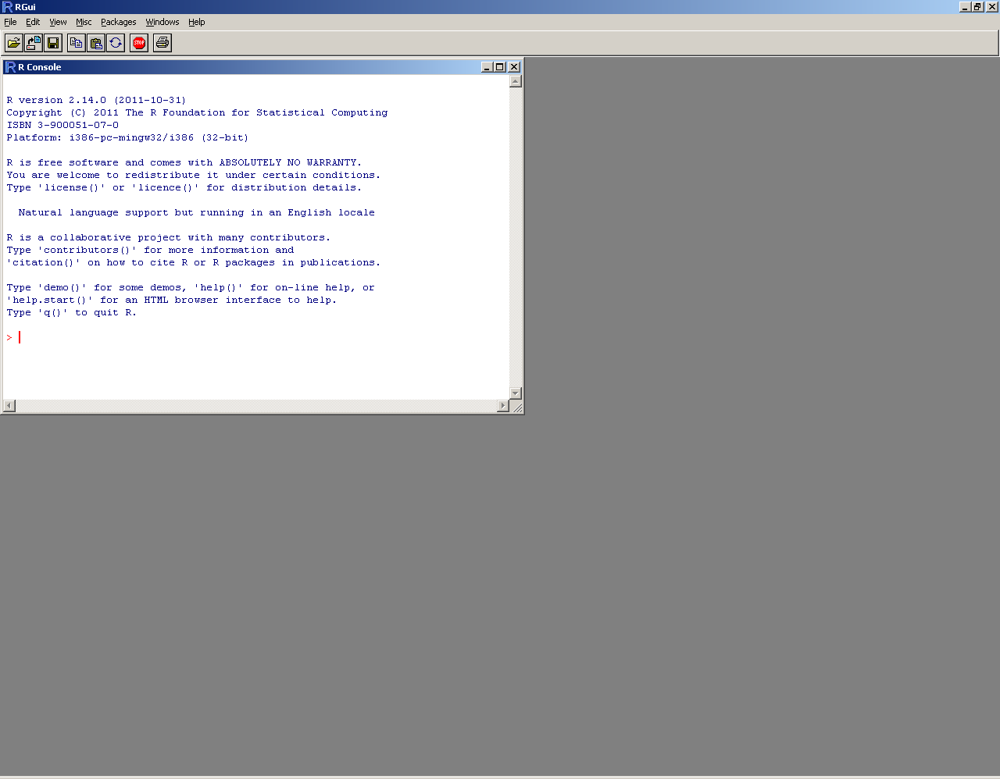 RGui
File Edit View Misc Packages Windows Help
STOP
R Console
R version 2.14.0 (2011-10-31)
Copyright (C) 2011 The R Foundation for Statistical Computing
ISBN 3-900051-07-0
Platform: i386-pc-mingw32/i386 (32-bit)
R is free software and comes with ABSOLUTELY NO WARRANTY.
You are welcome to redistribute it under certain conditions.
Type 'license()' or 'licence()' for distribution details.
Natural language support but running in an English locale
R is a collaborative project with many contributors.
Type 'contributors()' for more information and
'citation()' on how to cite R or R packages in publications.
Type 'demo()' for some demos, 'help()' for on-line help, or
'help.start()' for an HTML browser interface to help.
Type 'q()' to quit R.
>